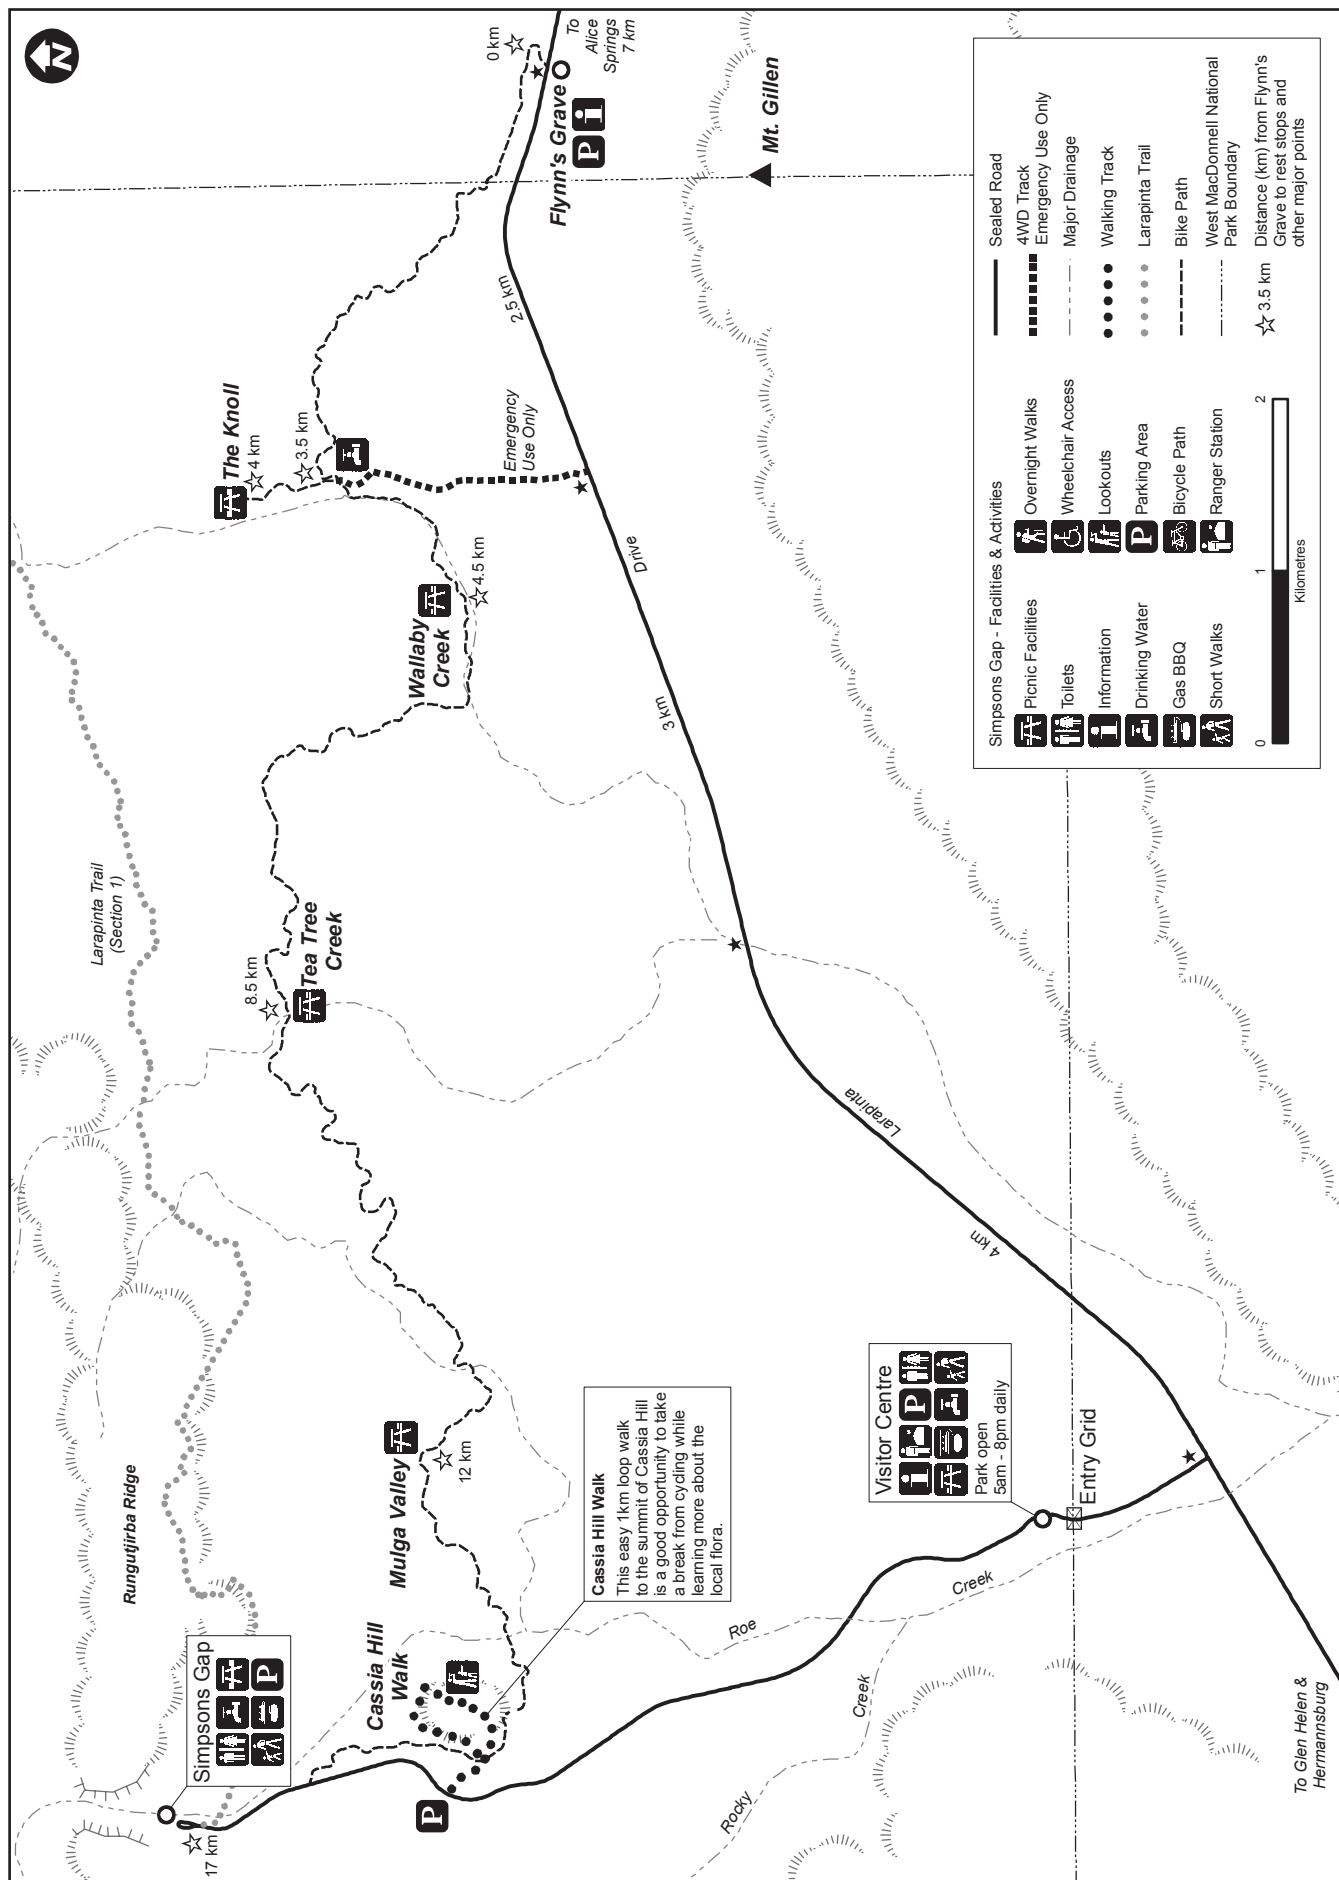 N
0 km
To
Alice
Springs
7 km
Flynn's Grave
P
i
Mt. Gillen
2.5 km
The Knoll
4 km
3.5 km
Emergency
Use Only
Wallaby
Creek
4.5 km
Drive
3 km
Larapinta Trail
(Section 1)
8.5 km
Tea Tree
Creek
Larapinta
4 km
Rungutjirba Ridge
Mulga Valley
12 km
Cassia Hill Walk
This easy 1km loop walk
to the summit of Cassia Hill
is a good opportunity to take
a break from cycling while
learning more about the
local flora.
Visitor Centre
i
P
Park open
5am - 8pm daily
Entry Grid
Creek
Roe
Cassia Hill
Walk
Simpsons Gap
P
17 km
P
Creek
Rocky
To Glen Helen &
Hermannsburg
Simpsons Gap - Facilities & Activities
Picnic Facilities
Toilets
i
Information
Drinking Water
Gas BBQ
Short Walks
Overnight Walks
Wheelchair Access
Lookouts
P
Parking Area
Bicycle Path
Ranger Station
Sealed Road
4WD Track
Emergency Use Only
Major Drainage
Walking Track
Larapinta Trail
Bike Path
West MacDonnell National
Park Boundary
3.5 km
Distance (km) from Flynn's
Grave to rest stops and
other major points
0
1
2
Kilometres